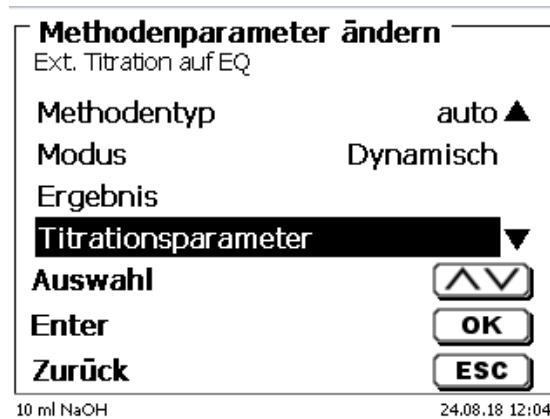 Methodenparameter ändern
Ext. Titration auf EQ
Methodentyp auto
Modus Dynamisch
Ergebnis
Titrationsparameter
Auswahl
Enter OK
Zurück ESC
10 ml NaOH 24.08.18 12:04